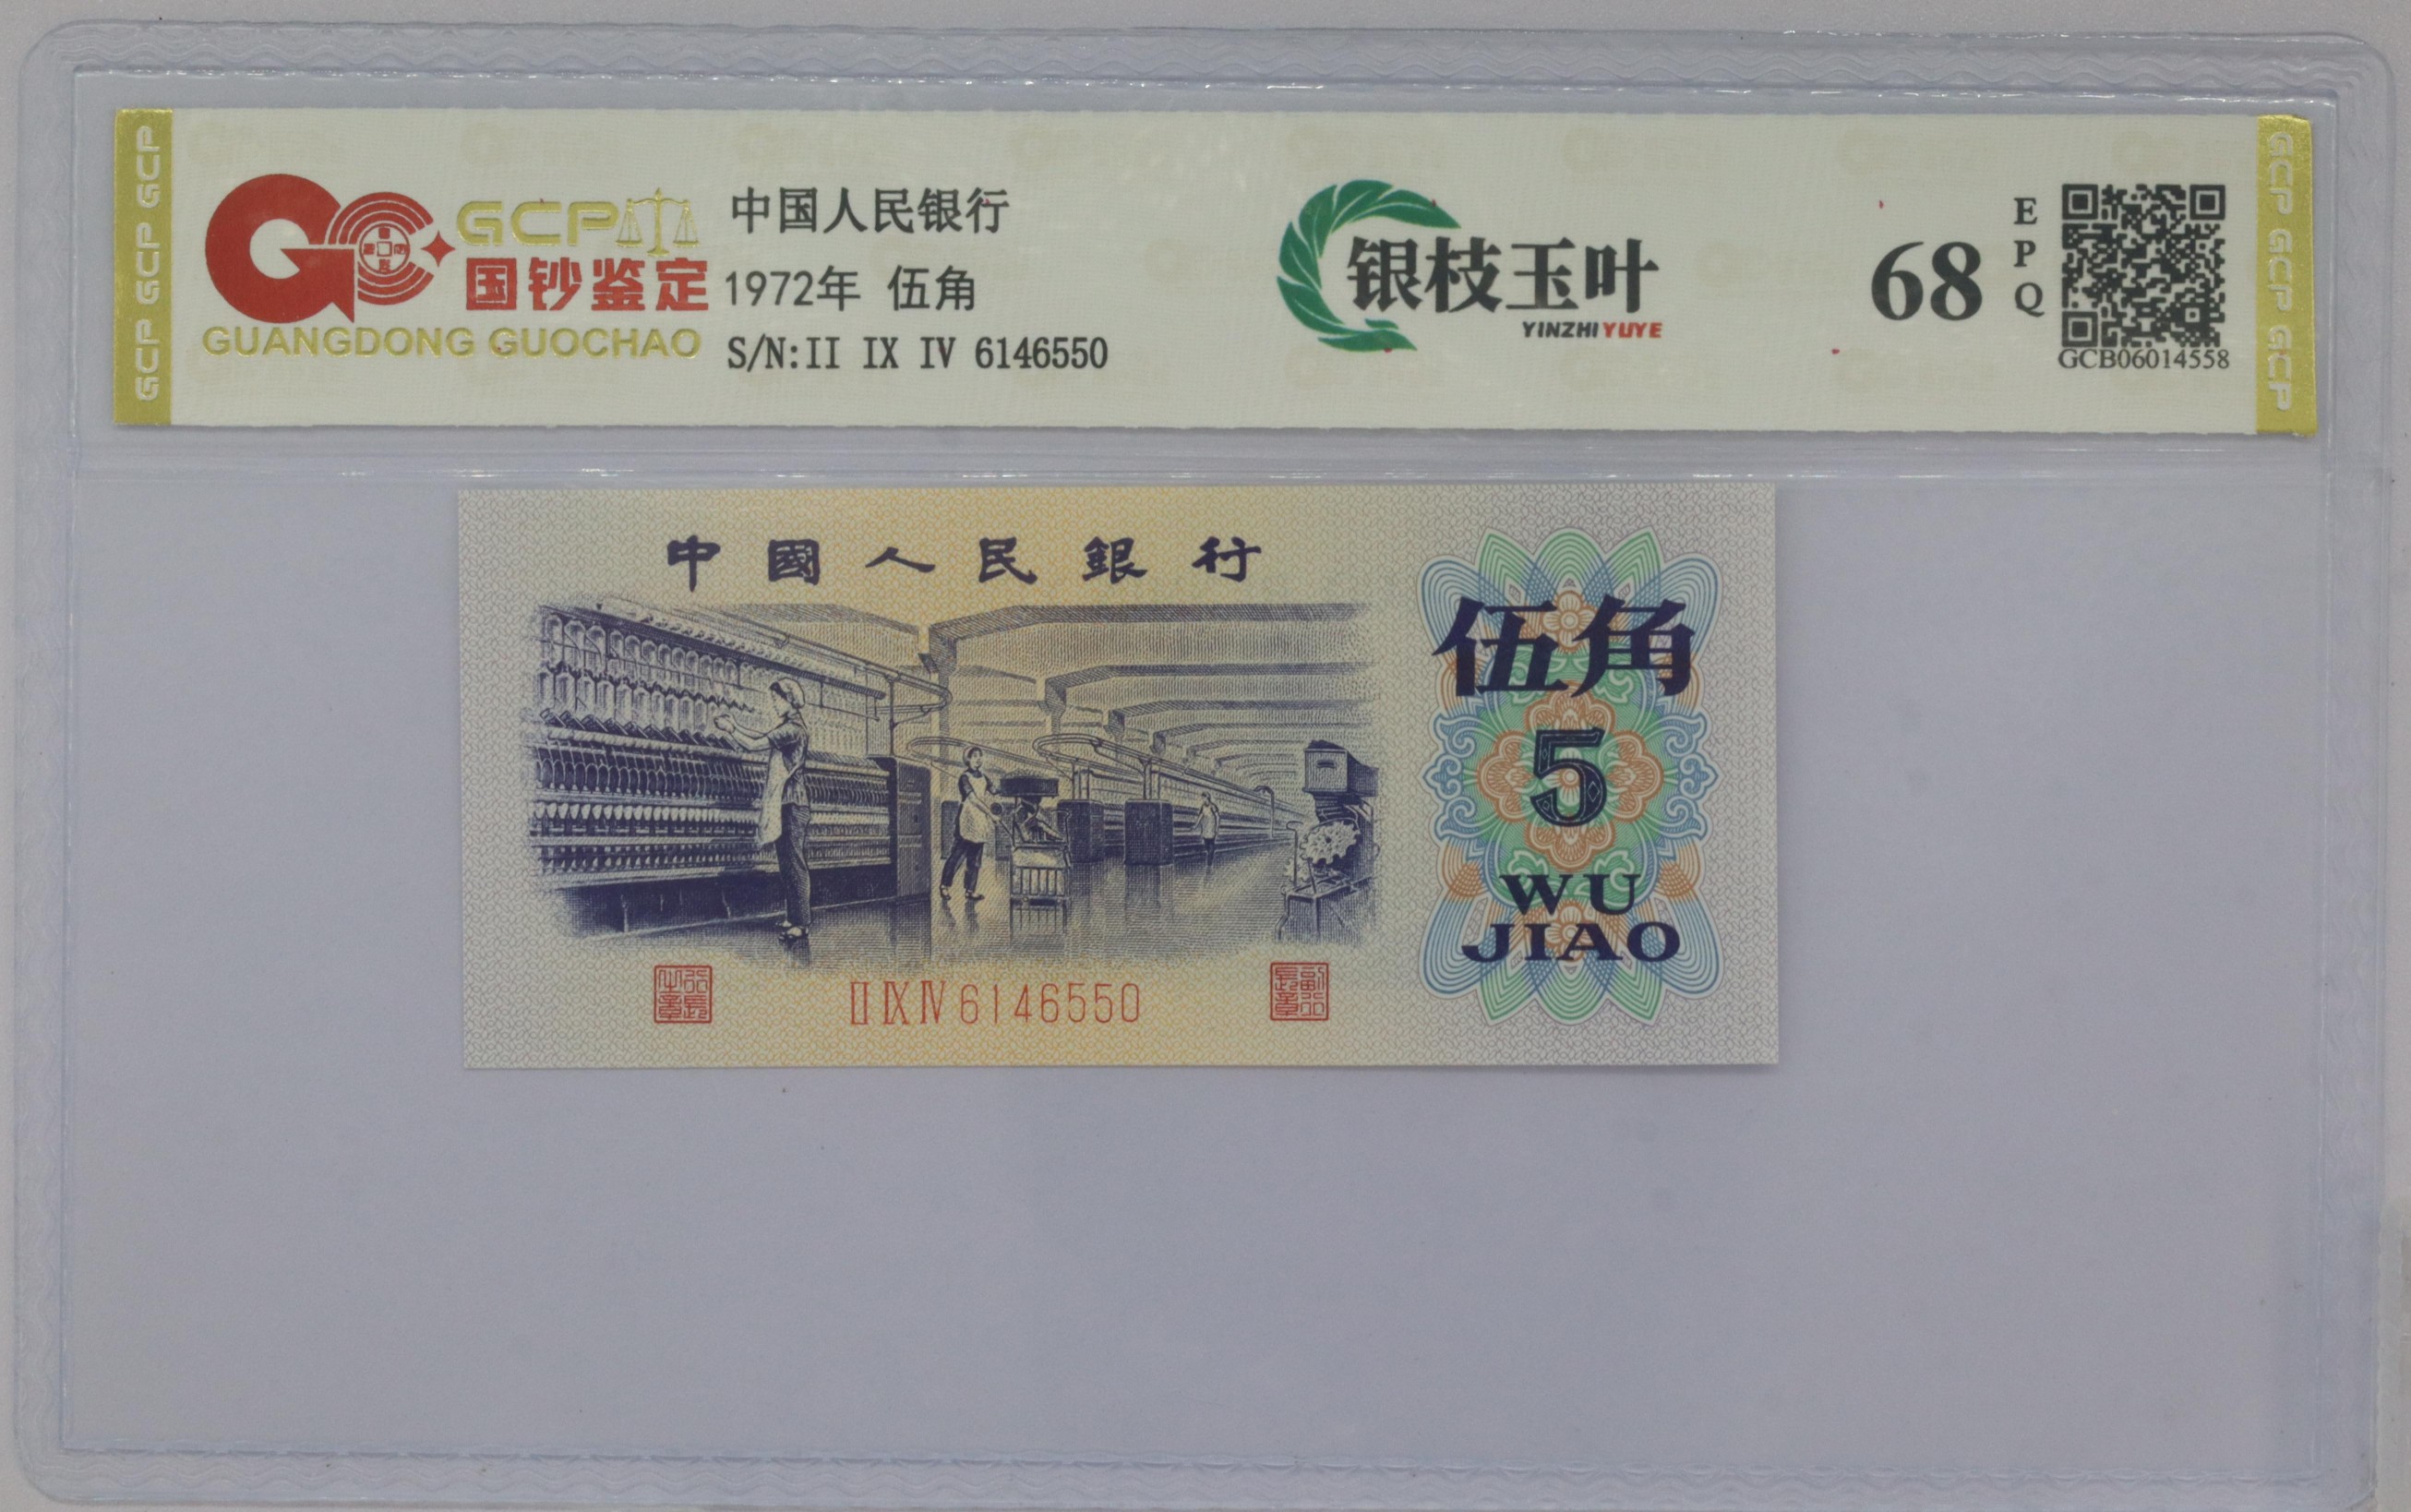 GCP GCP GCP
GCP
国钞鉴定
GUANGDONG GUOCHAO
中国人民银行
1972年 伍角
S/N:II IX IV 6146550
银枝玉叶
YINZHIYUYE
68
EPQ
GCB06014558
GCP GCP GCP
中國人民銀行
伍角
5
WU
JIAO
II IX IV 6146550